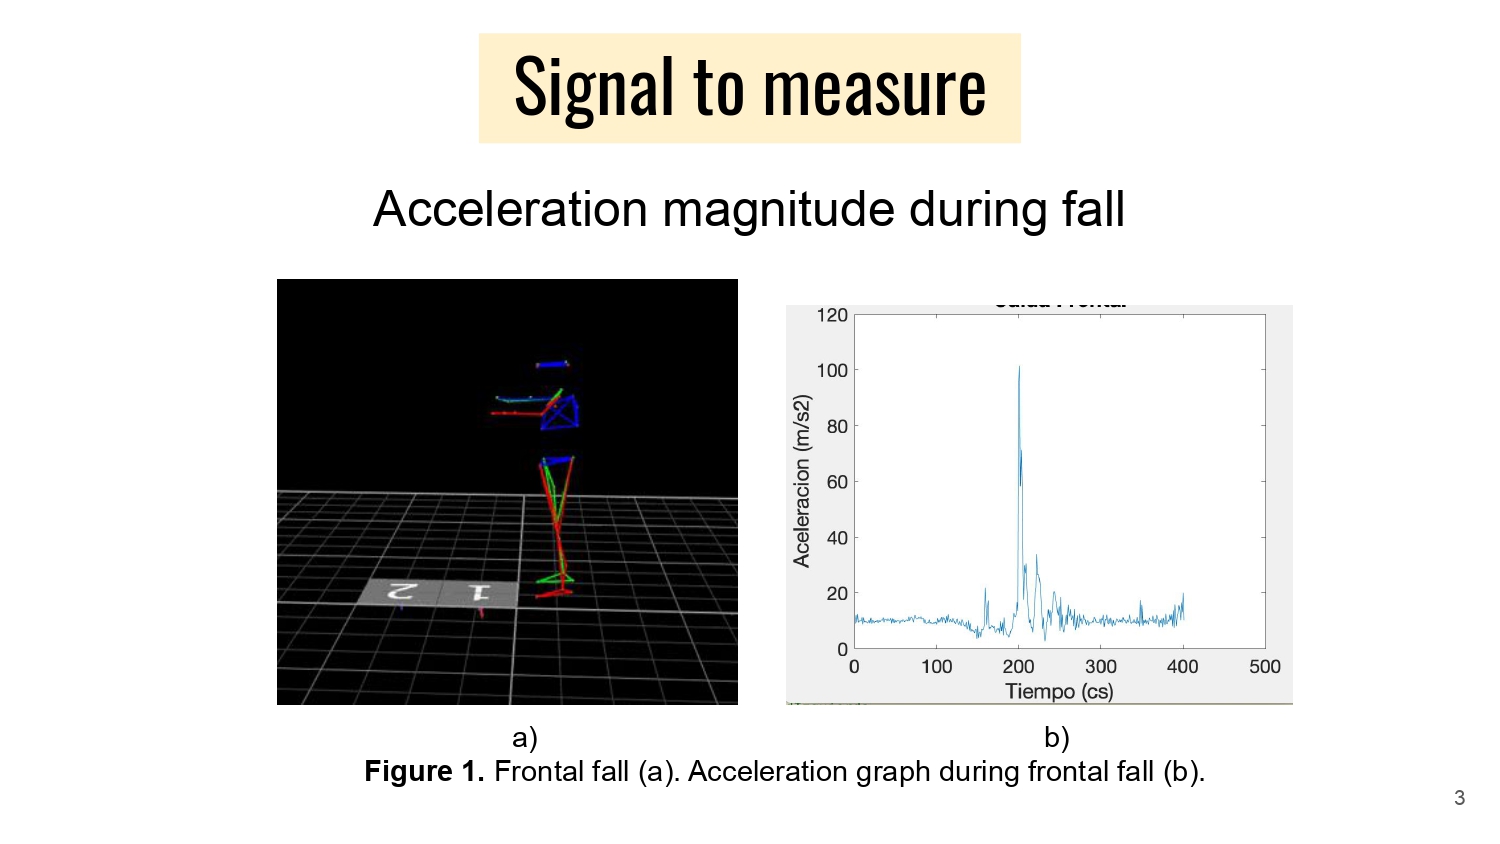 Signal to measure
Acceleration magnitude during fall
2 1
120
100
80
60
40
20
0
0 100 200 300 400 500
Aceleracion (m/s2)
Tiempo (cs)
a) b)
Figure 1. Frontal fall (a). Acceleration graph during frontal fall (b).
3